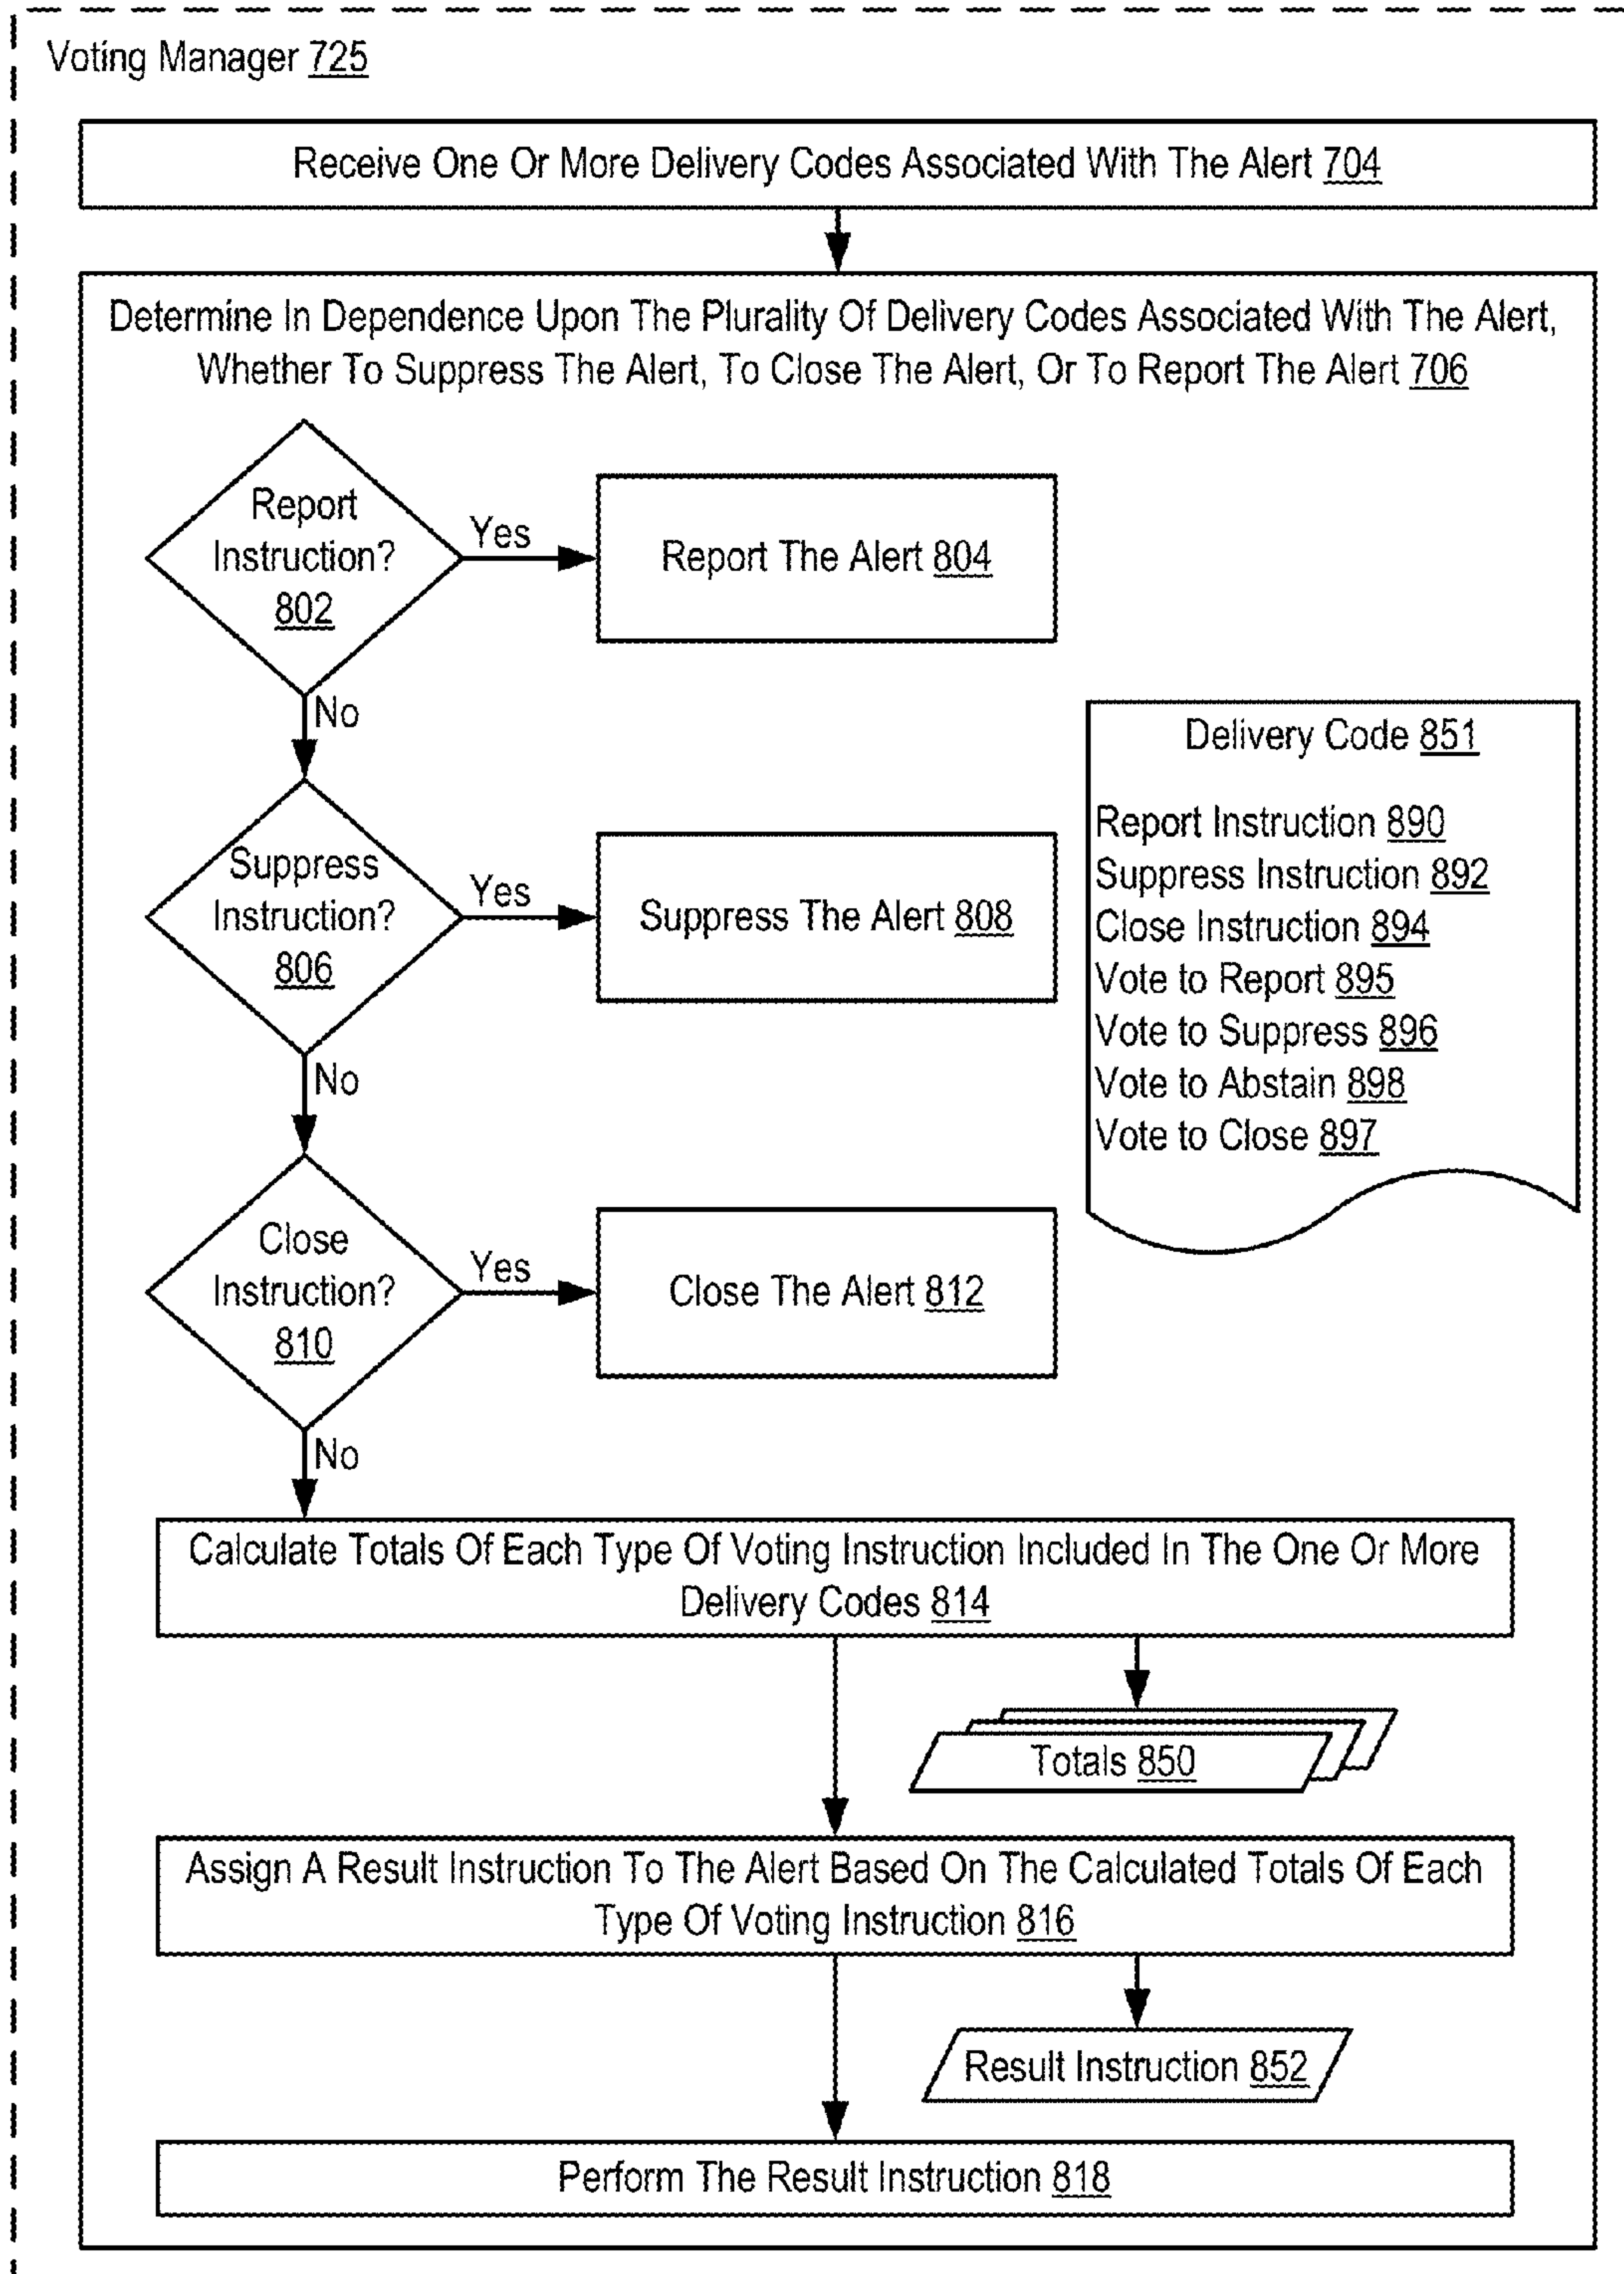 Voting Manager 725
Receive One Or More Delivery Codes Associated With The Alert 704
Determine In Dependence Upon The Plurality Of Delivery Codes Associated With The Alert,
Whether To Suppress The Alert, To Close The Alert, Or To Report The Alert 706
Report
Instruction?
802
Yes
Report The Alert 804
No
Suppress
Instruction?
806
Yes
Suppress The Alert 808
No
Close
Instruction?
810
Yes
Close The Alert 812
No
Delivery Code 851
Report Instruction 890
Suppress Instruction 892
Close Instruction 894
Vote to Report 895
Vote to Suppress 896
Vote to Abstain 898
Vote to Close 897
Calculate Totals Of Each Type Of Voting Instruction Included In The One Or More
Delivery Codes 814
Totals 850
Assign A Result Instruction To The Alert Based On The Calculated Totals Of Each
Type Of Voting Instruction 816
Result Instruction 852
Perform The Result Instruction 818